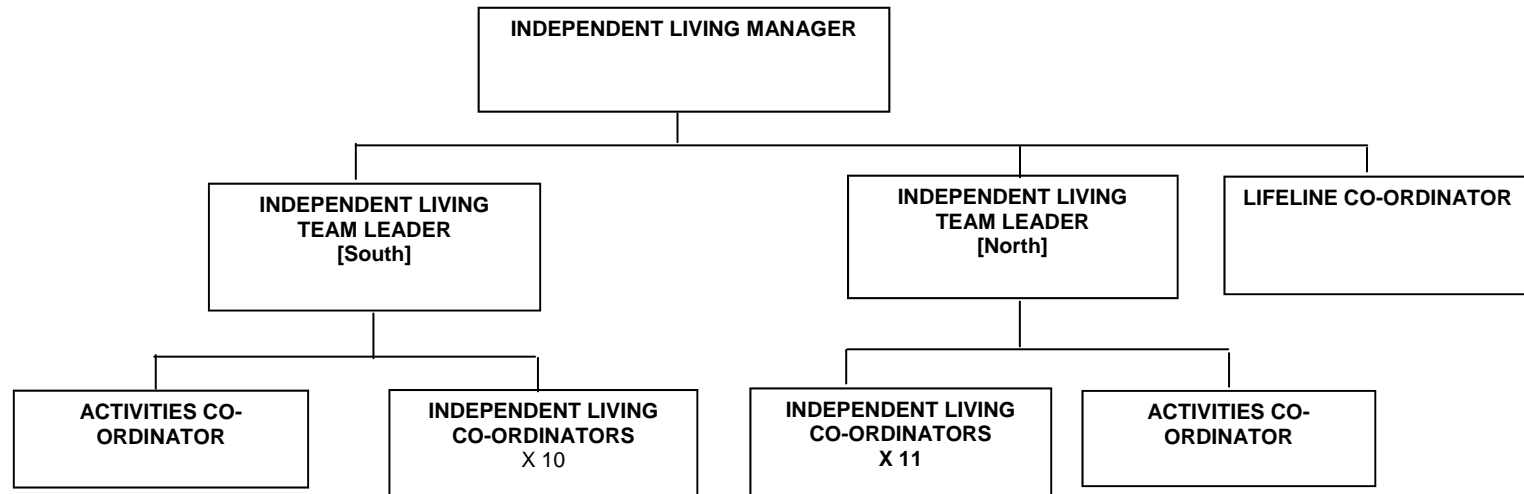 INDEPENDENT LIVING MANAGER
INDEPENDENT LIVING
TEAM LEADER
[South]
INDEPENDENT LIVING
TEAM LEADER
[North]
LIFELINE CO-ORDINATOR
ACTIVITIES CO-
ORDINATOR
INDEPENDENT LIVING
CO-ORDINATORS
X 10
INDEPENDENT LIVING
CO-ORDINATORS
X 11
ACTIVITIES CO-
ORDINATOR